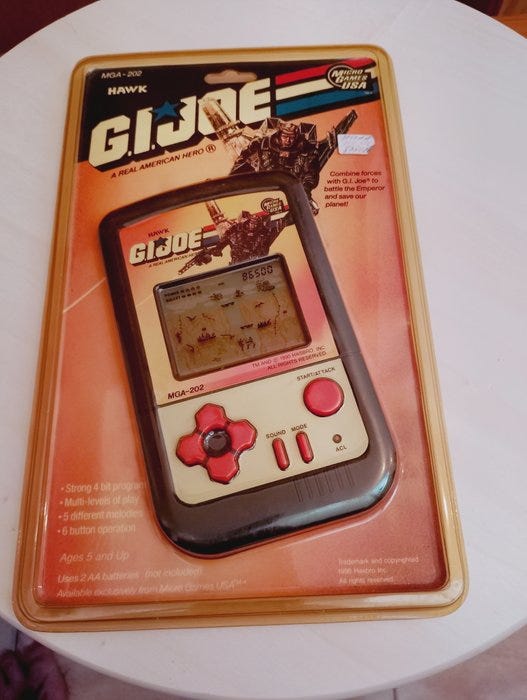 MGA-202
HAWK
G.I.JOE
A REAL AMERICAN HERO ®
MICRO
GAMES
USA
Combine forces
with G.I. Joe® to
battle the Emperor
and save our
planet!
HAWK
G.I.JOE
A REAL AMERICAN HERO
MICRO
GAMES
USA
86500
TM AND © 1990 HASBRO, INC.
ALL RIGHTS RESERVED.
MGA-202
START/ATTACK
SOUND MODE
ACL
• Strong 4 bit program
• Multi-levels of play
• 5 different melodies
• 6 button operation
Ages 5 and Up
Uses 2 AA batteries (not included)
Available exclusively from Micro Games USA™
Trademark and copyrighted
Hasbro Inc.
All rights reserved.